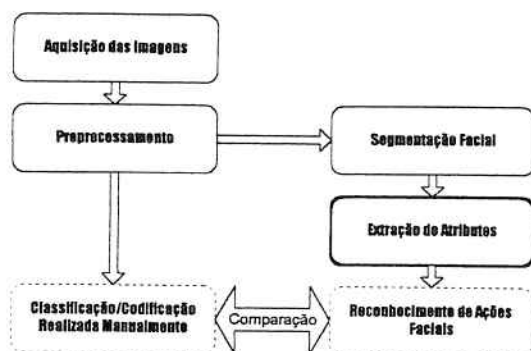 Aquisição das Imagens
Preprocessamento
Segmentação Facial
Extração de Atributos
Classificação/Codificação
Realizada Manualmente
Comparação
Reconhecimento de Ações
Faciais